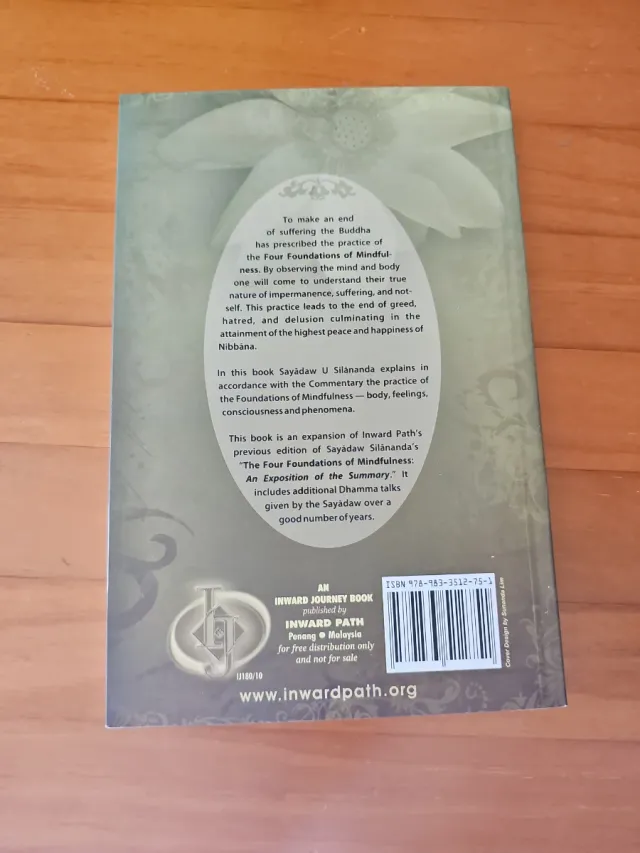 To make an end
of suffering the Buddha
has prescribed the practice of
the Four Foundations of Mindful-
ness. By observing the mind and body
one will come to understand their true
nature of impermanence, suffering, and not-
self. This practice leads to the end of greed,
hatred, and delusion culminating in the
attainment of the highest peace and happiness of
Nibbāna.
In this book Sayādaw U Sīlānanda explains in
accordance with the Commentary the practice of
the Foundations of Mindfulness — body, feelings,
consciousness and phenomena.
This book is an expansion of Inward Path's
previous edition of Sayādaw Sīlānanda's
"The Four Foundations of Mindfulness:
An Exposition of the Summary." It
includes additional Dhamma talks
given by the Sayādaw over a
good number of years.
IJ
IJ180/10
AN
INWARD JOURNEY BOOK
published by
INWARD PATH
Penang ● Malaysia
for free distribution only
and not for sale
ISBN 978-983-3512-75-1
Cover Design by Sumanda Lim
www.inwardpath.org